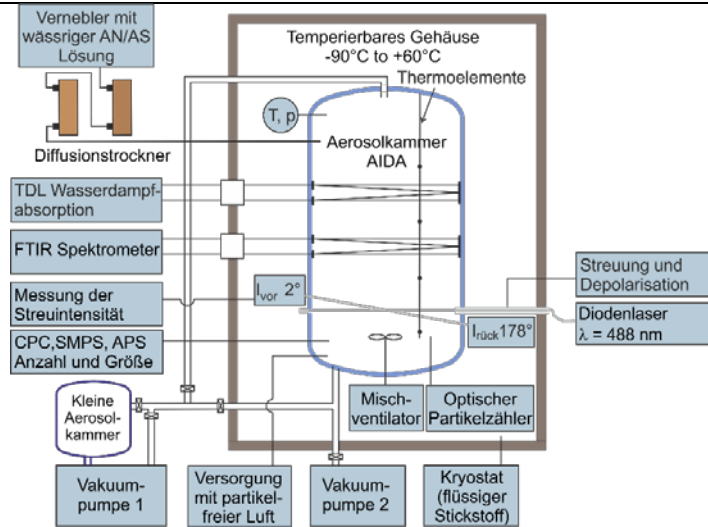 Vernebler mit
wässriger AN/AS
Lösung
Diffusionstrockner
Temperierbares Gehäuse
-90°C to +60°C
Thermoelemente
T, p
Aerosolkammer
AIDA
TDL Wasserdampf-
absorption
FTIR Spektrometer
Messung der
Streuintensität
CPC,SMPS, APS
Anzahl und Größe
Ivor 2°
Irück178°
Streuung und
Depolarisation
Diodenlaser
λ = 488 nm
Kleine
Aerosol-
kammer
Misch-
ventilator
Optischer
Partikelzähler
Vakuum-
pumpe 1
Versorgung
mit partikel-
freier Luft
Vakuum-
pumpe 2
Kryostat
(flüssiger
Stickstoff)